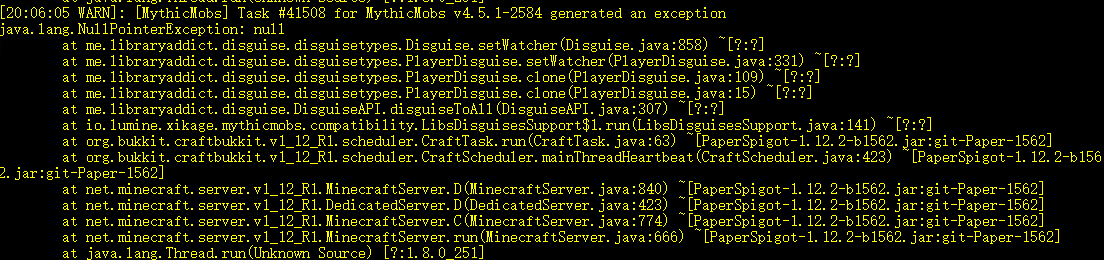 [20:06:05 WARN]: [MythicMobs] Task #41508 for MythicMobs v4.5.1-2584 generated an exception
java.lang.NullPointerException: null
at me.libraryaddict.disguise.disguisetypes.Disguise.setWatcher(Disguise.java:858) ~[?:?]
at me.libraryaddict.disguise.disguisetypes.PlayerDisguise.setWatcher(PlayerDisguise.java:331) ~[?:?]
at me.libraryaddict.disguise.disguisetypes.PlayerDisguise.clone(PlayerDisguise.java:109) ~[?:?]
at me.libraryaddict.disguise.disguisetypes.PlayerDisguise.clone(PlayerDisguise.java:15) ~[?:?]
at me.libraryaddict.disguise.DisguiseAPI.disguiseToAll(DisguiseAPI.java:307) ~[?:?]
at io.lumine.xikage.mythicmobs.compatibility.LibsDisguisesSupport$1.run(LibsDisguisesSupport.java:141) ~[?:?]
at org.bukkit.craftbukkit.v1_12_R1.scheduler.CraftTask.run(CraftTask.java:63) ~[PaperSpigot-1.12.2-b1562.jar:git-Paper-1562]
at org.bukkit.craftbukkit.v1_12_R1.scheduler.CraftScheduler.mainThreadHeartbeat(CraftScheduler.java:423) ~[PaperSpigot-1.12.2-b156
2.jar:git-Paper-1562]
at net.minecraft.server.v1_12_R1.MinecraftServer.D(MinecraftServer.java:840) ~[PaperSpigot-1.12.2-b1562.jar:git-Paper-1562]
at net.minecraft.server.v1_12_R1.DedicatedServer.D(DedicatedServer.java:423) ~[PaperSpigot-1.12.2-b1562.jar:git-Paper-1562]
at net.minecraft.server.v1_12_R1.MinecraftServer.C(MinecraftServer.java:774) ~[PaperSpigot-1.12.2-b1562.jar:git-Paper-1562]
at net.minecraft.server.v1_12_R1.MinecraftServer.run(MinecraftServer.java:666) ~[PaperSpigot-1.12.2-b1562.jar:git-Paper-1562]
at java.lang.Thread.run(Unknown Source) [?:1.8.0_251]